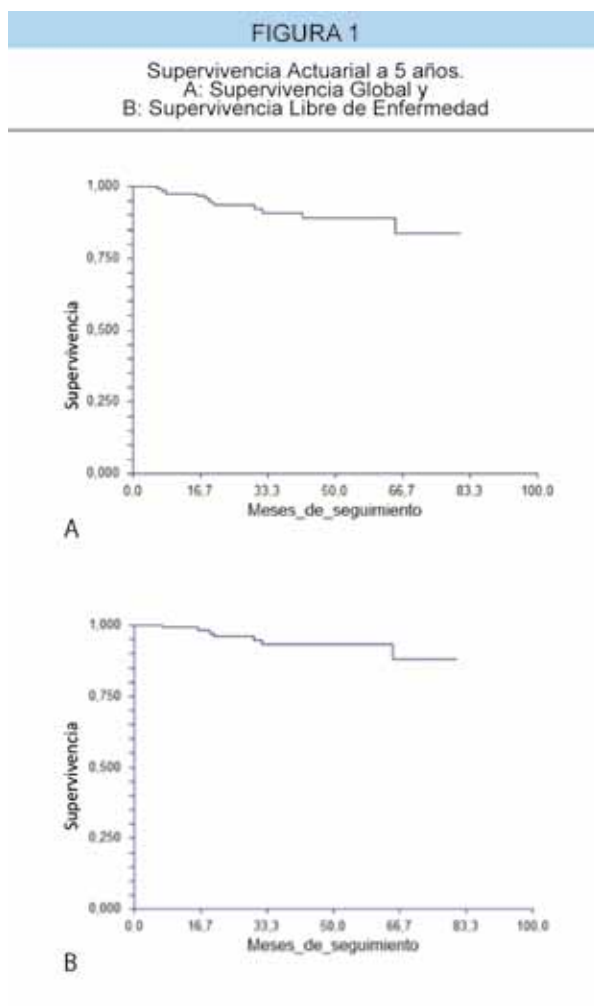 FIGURA 1
Supervivencia Actuarial a 5 años.
A: Supervivencia Global y
B: Supervivencia Libre de Enfermedad
1,000
0,750
0,500
0,250
0,000
Supervivencia
0.0 16,7 33,3 50,0 66,7 83,3 100.0
Meses_de_seguimiento
A
1,000
0,750
0,500
0,250
0,000
Supervivencia
0.0 16,7 33,3 50,0 66,7 83,3 100.0
Meses_de_seguimiento
B